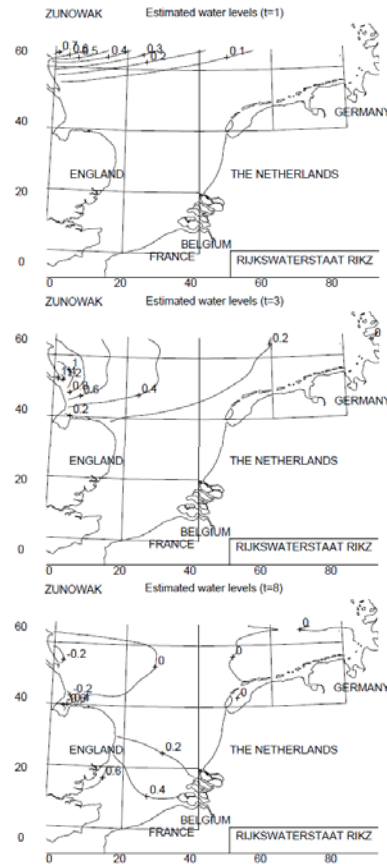 ZUNOWAK Estimated water levels (t=1)
60 0.7 0.5 0.4 0.3 0.2 0.1
40
GERMANY
ENGLAND THE NETHERLANDS
20
BELGIUM
FRANCE RIJKSWATERSTAAT RIKZ
0
0 20 40 60 80
ZUNOWAK Estimated water levels (t=3)
60 0.2 0
1
0.6 0.4
40 0.2
GERMANY
ENGLAND THE NETHERLANDS
20
BELGIUM
FRANCE RIJKSWATERSTAAT RIKZ
0
0 20 40 60 80
ZUNOWAK Estimated water levels (t=8)
60 0
-0.2 0 0
-0.2
40 0
GERMANY
ENGLAND 0.2 THE NETHERLANDS
20
0.6
0.4
BELGIUM
FRANCE RIJKSWATERSTAAT RIKZ
0
0 20 40 60 80